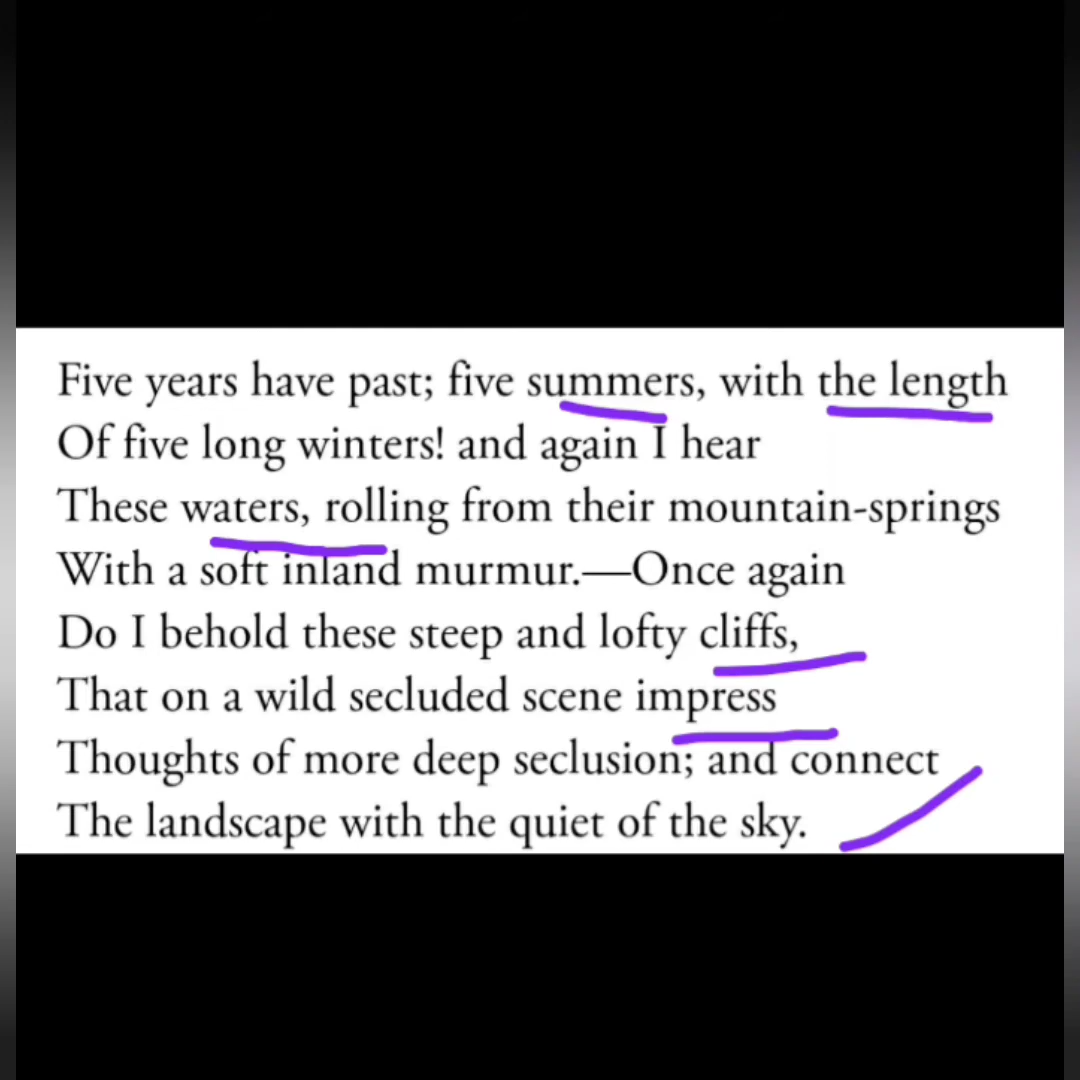 Five years have past; five summers, with the length
Of five long winters! and again I hear
These waters, rolling from their mountain-springs
With a soft inland murmur.—Once again
Do I behold these steep and lofty cliffs,
That on a wild secluded scene impress
Thoughts of more deep seclusion; and connect
The landscape with the quiet of the sky.